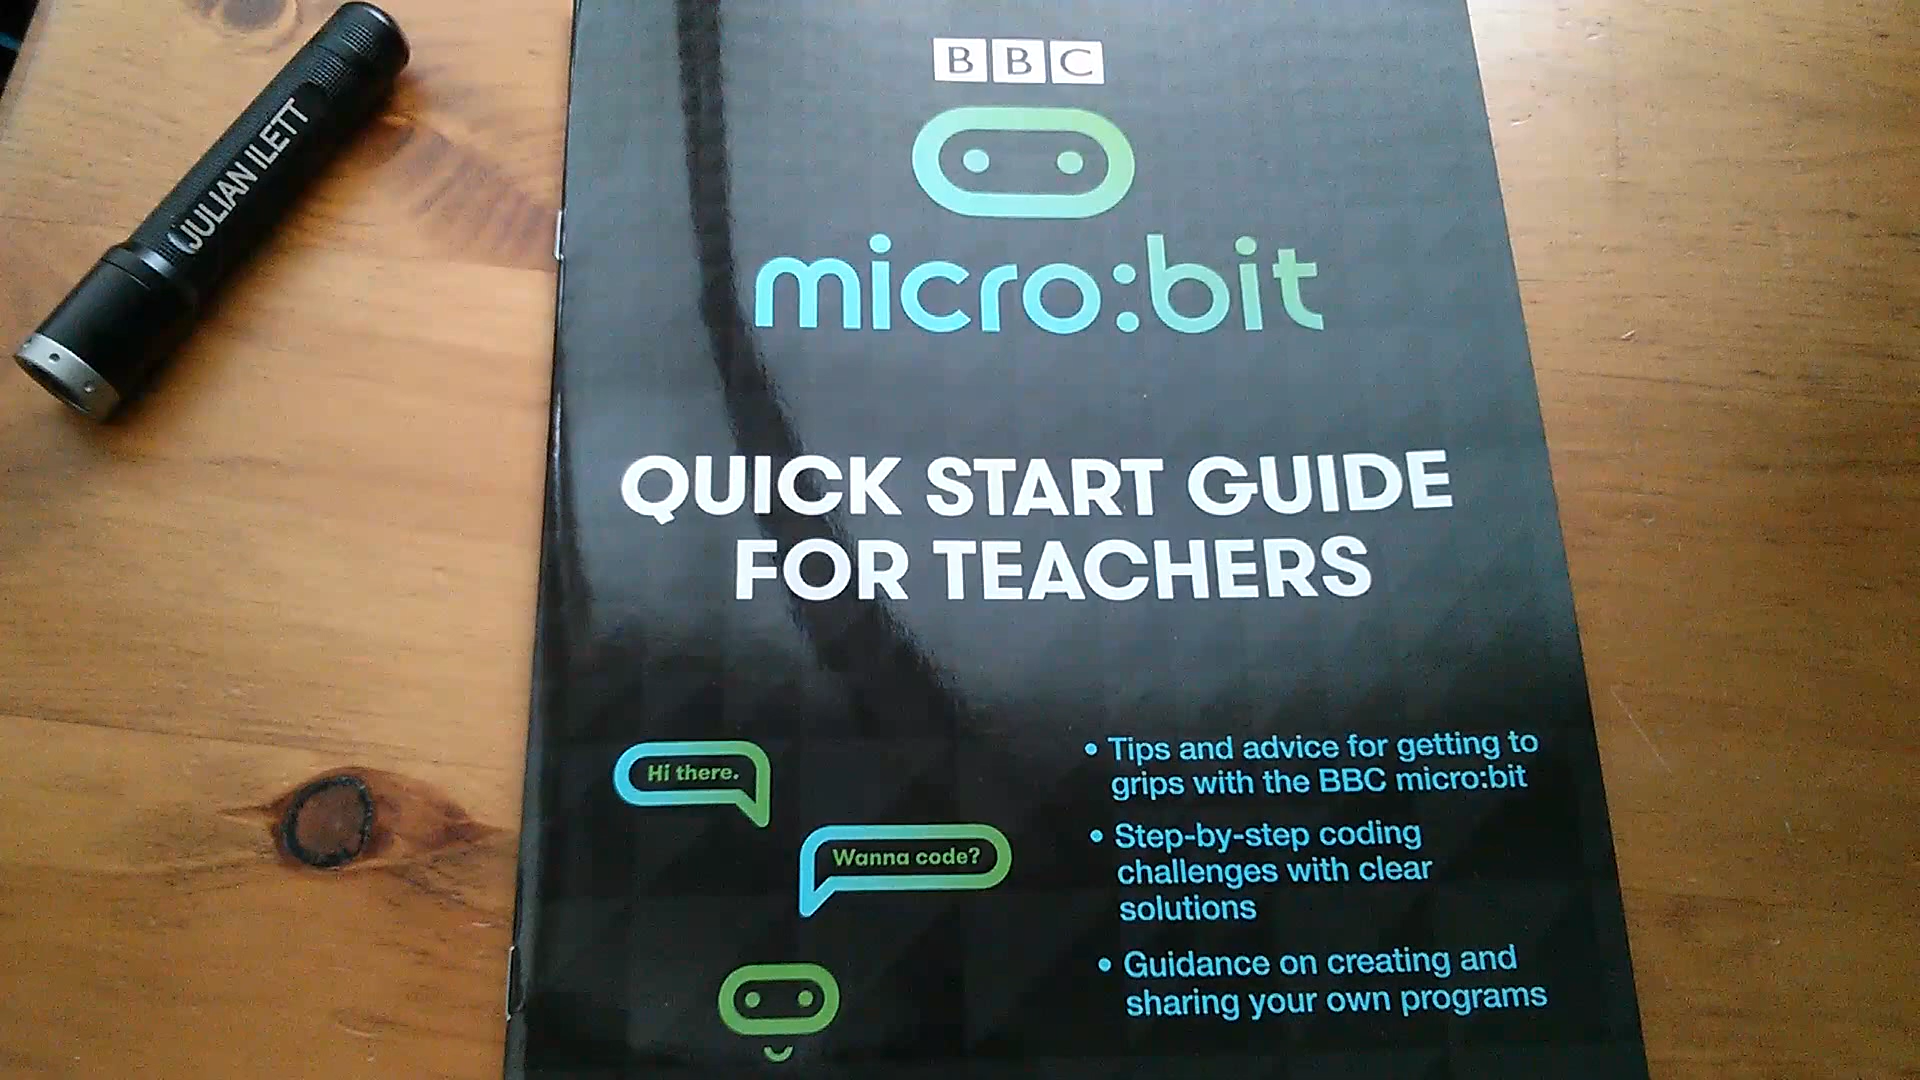 JULIAN ILETT
BBC
micro:bit
QUICK START GUIDE
FOR TEACHERS
Hi there.
Wanna code?
• Tips and advice for getting to
grips with the BBC micro:bit
• Step-by-step coding
challenges with clear
solutions
• Guidance on creating and
sharing your own programs